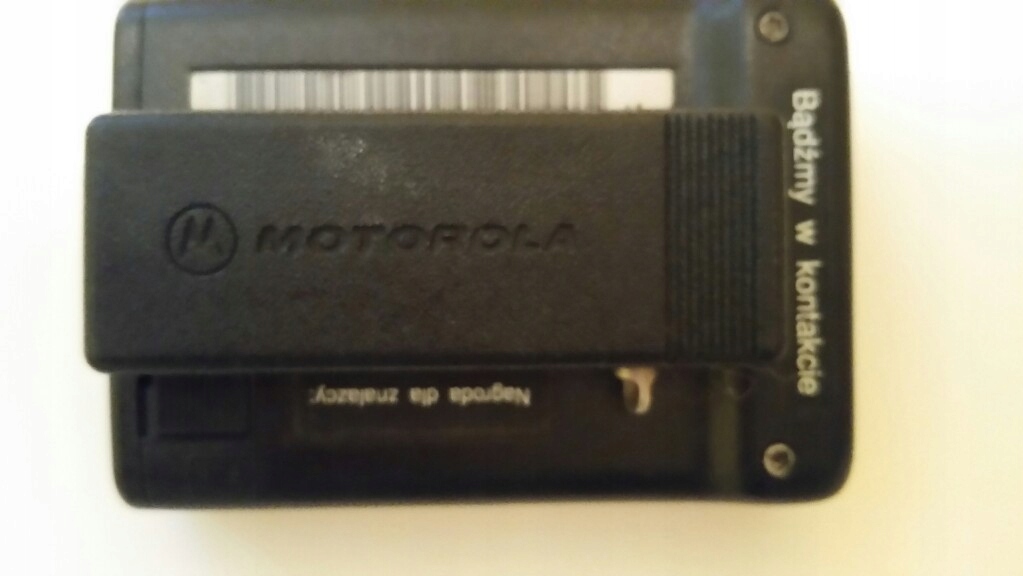 MOTOROLA
Bądźmy w kontakcie
Nagroda dla znalazcy: